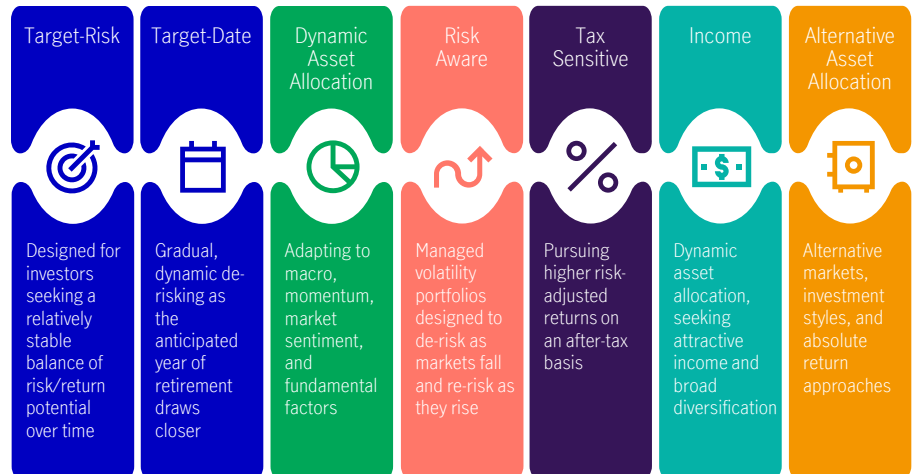 Target-Risk
Designed for
investors
seeking a
relatively
stable
balance of
risk/return
potential
over time
Target-Date
Gradual,
dynamic de-
risking as
the
anticipated
year of
retirement
draws
closer
Dynamic
Asset
Allocation
Adapting to
macro,
momentum,
market
sentiment,
and
fundamental
factors
Risk
Aware
Managed
volatility
portfolios
designed to
de-risk as
markets fall
and re-risk as
they rise
Tax
Sensitive
Pursuing
higher risk-
adjusted
returns on
an after-tax
basis
Income
$
Dynamic
asset
allocation,
seeking
attractive
income and
broad
diversification
Alternative
Asset
Allocation
Alternative
markets,
investment
styles, and
absolute
return
approaches